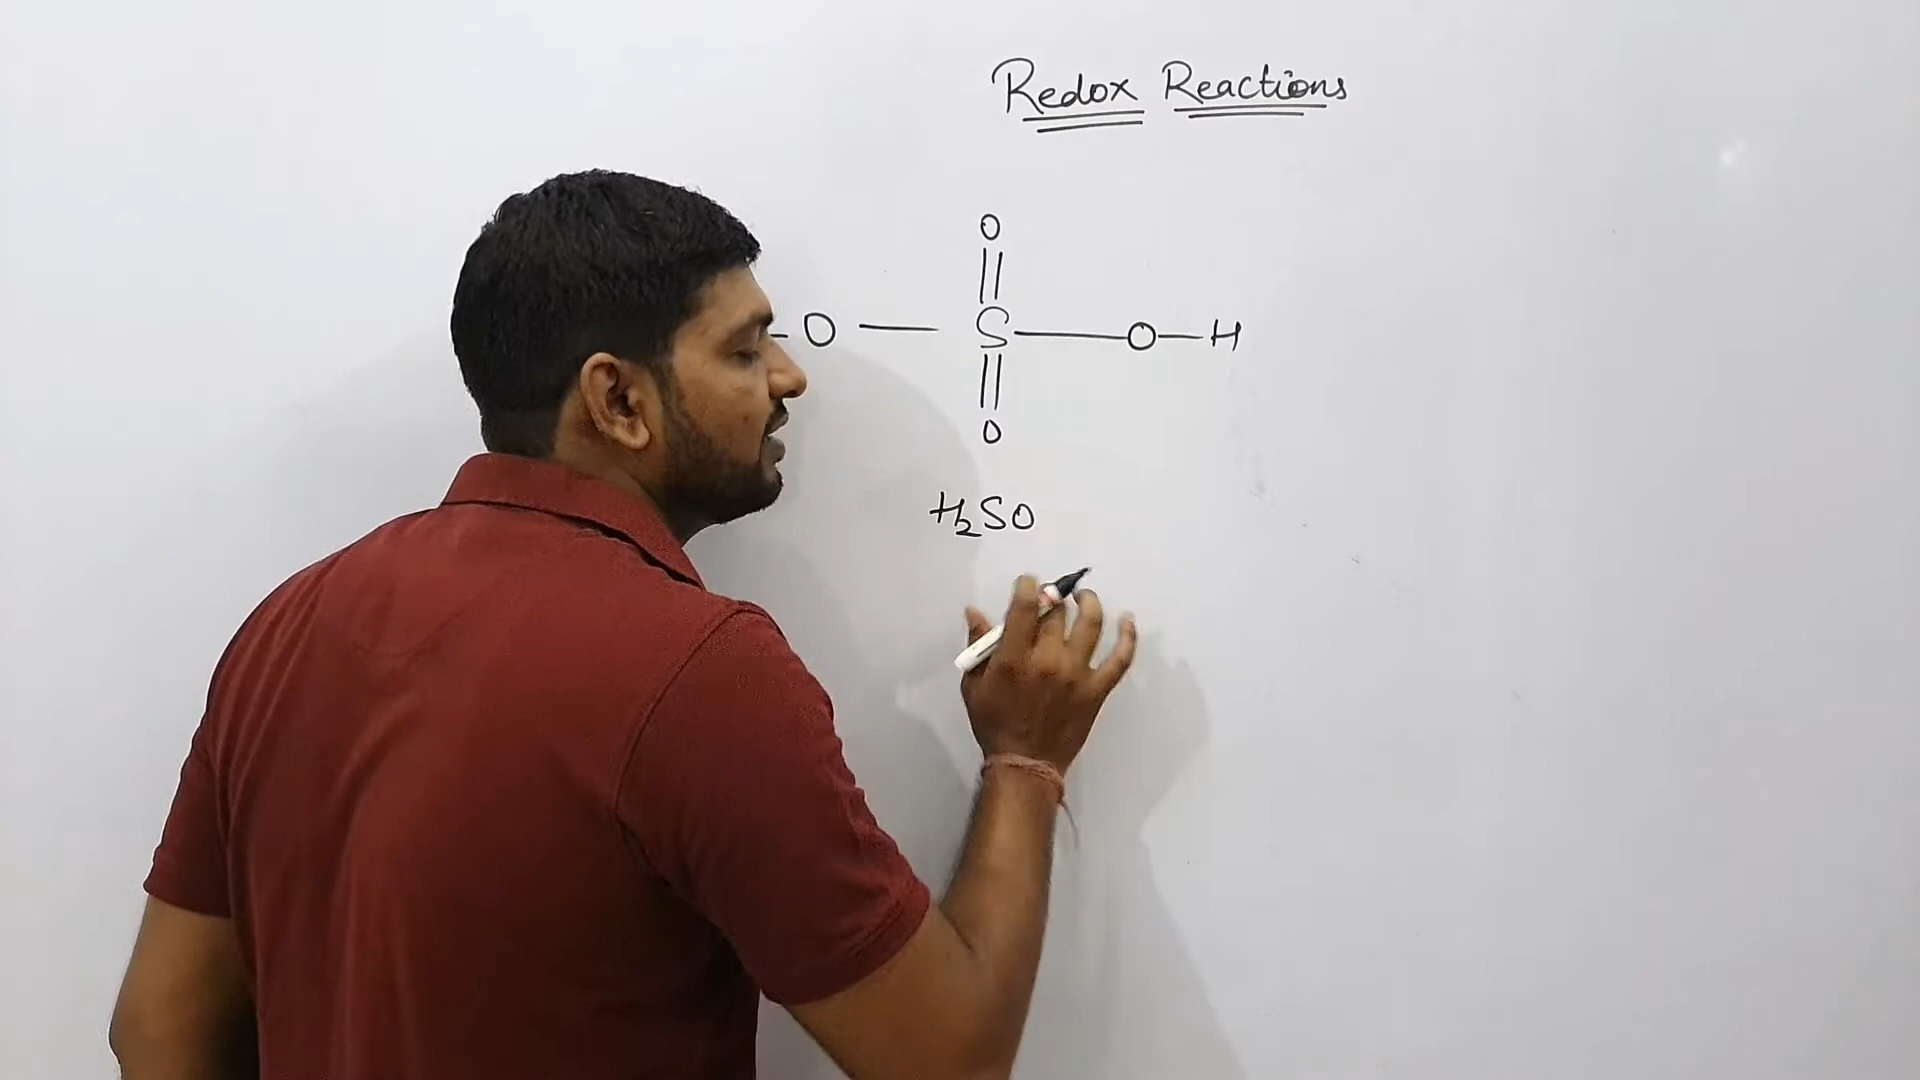 Redox Reactions
O
O — S — O — H
O
H₂SO